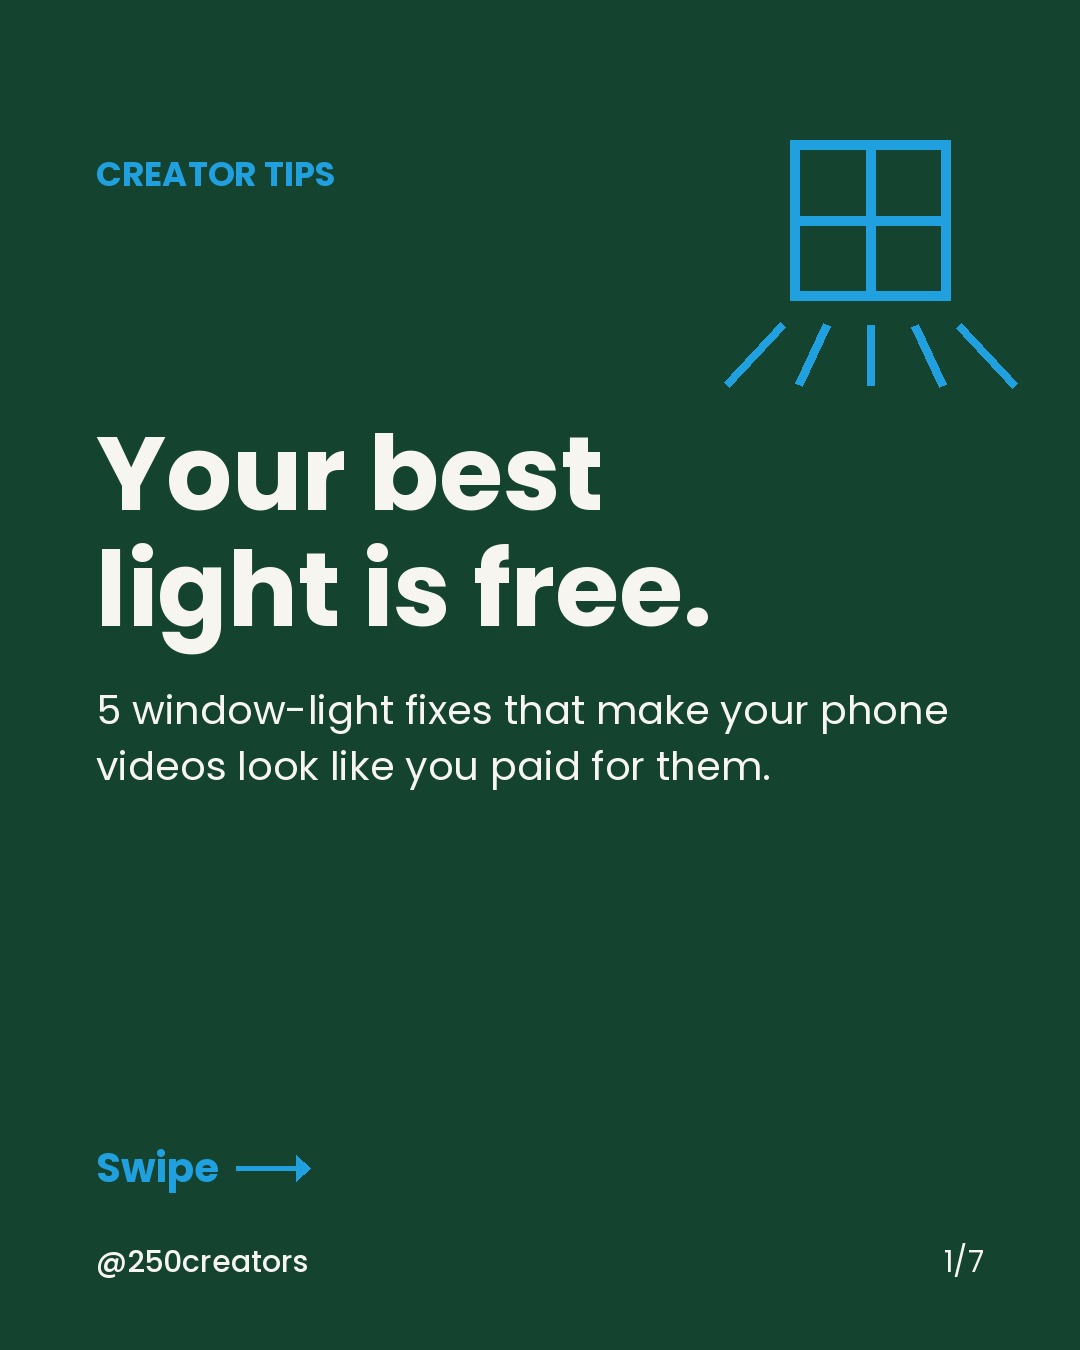 CREATOR TIPS
Your best
light is free.
5 window-light fixes that make your phone
videos look like you paid for them.
Swipe
@250creators
1/7